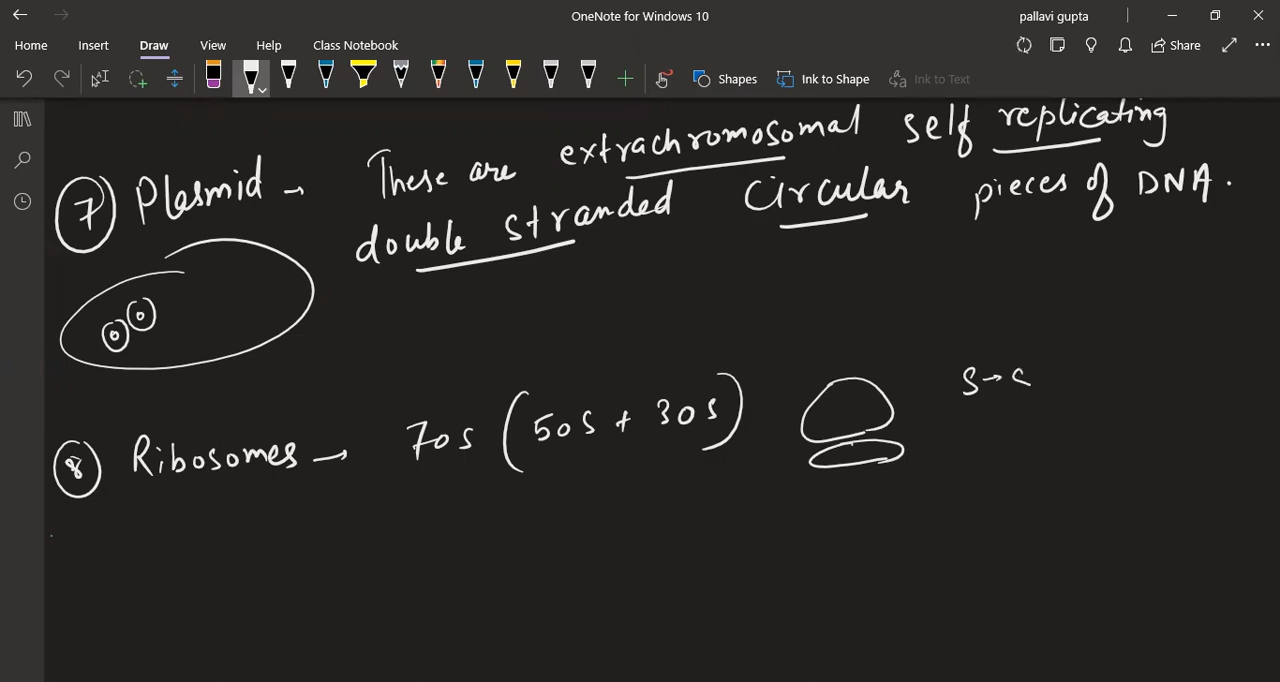 OneNote for Windows 10
pallavi gupta
Home Insert Draw View Help Class Notebook
Share
Shapes Ink to Shape Ink to Text
7 Plasmid → These are extrachromosomal self replicating
double stranded circular pieces of DNA.
8 Ribosomes → 70s (50s + 30s)
S → c